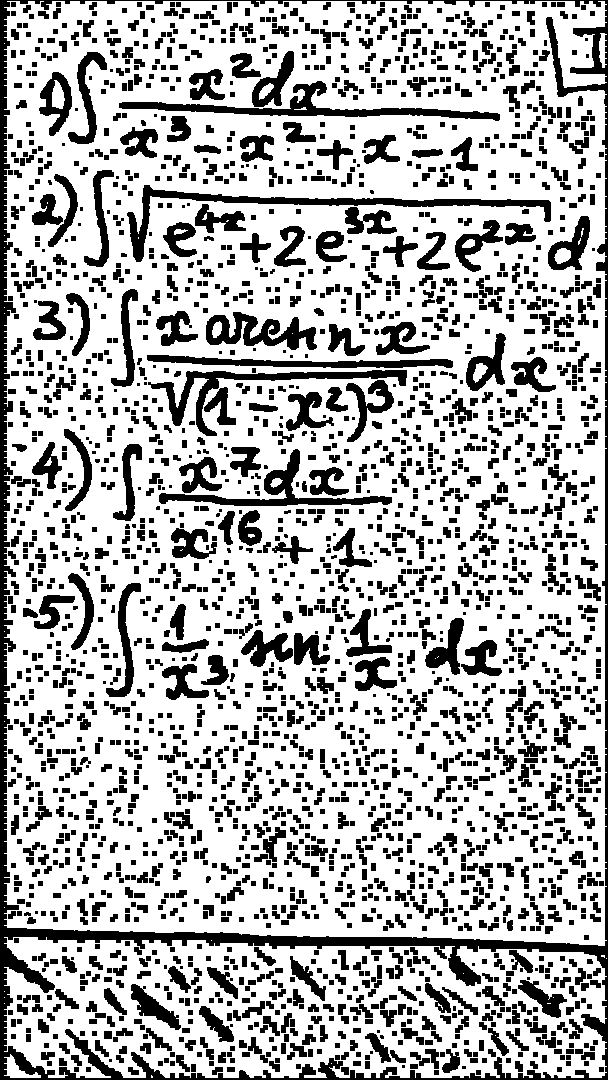 I
1) ∫ x²dx / (x³ - x² + x - 1)
2) ∫ √(e^{4x} + 2e^{3x} + 2e^{2x}) d
3) ∫ x arcsin x / √((1 - x²)³) dx
4) ∫ x⁷dx / (x¹⁶ + 1)
5) ∫ 1/x³ sin 1/x dx